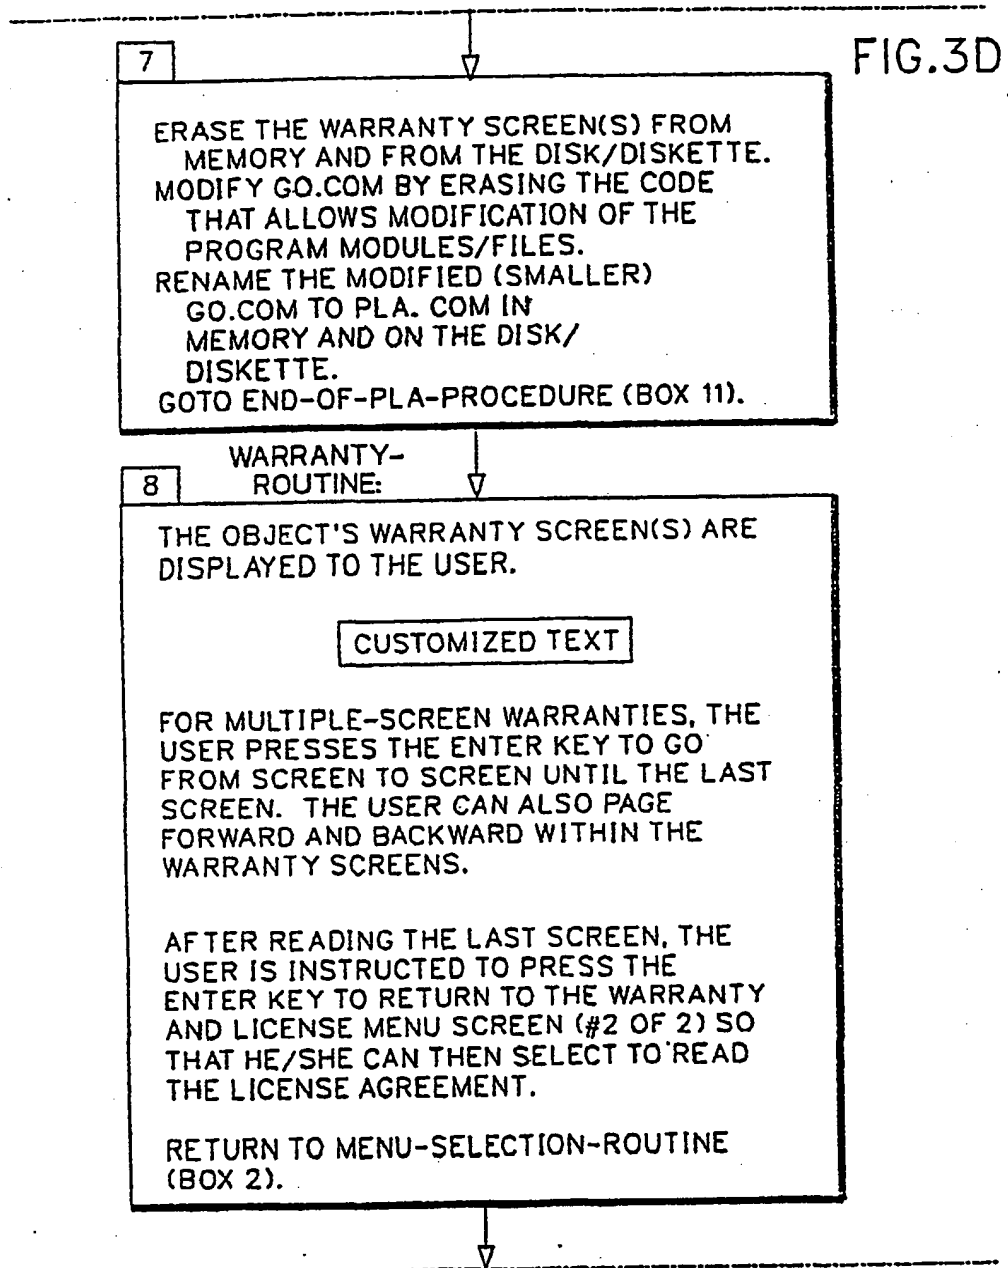 FIG.3D
7
ERASE THE WARRANTY SCREEN(S) FROM
MEMORY AND FROM THE DISK/DISKETTE.
MODIFY GO.COM BY ERASING THE CODE
THAT ALLOWS MODIFICATION OF THE
PROGRAM MODULES/FILES.
RENAME THE MODIFIED (SMALLER)
GO.COM TO PLA. COM IN
MEMORY AND ON THE DISK/
DISKETTE.
GOTO END-OF-PLA-PROCEDURE (BOX 11).
WARRANTY-
ROUTINE:
8
THE OBJECT'S WARRANTY SCREEN(S) ARE
DISPLAYED TO THE USER.
CUSTOMIZED TEXT
FOR MULTIPLE-SCREEN WARRANTIES, THE
USER PRESSES THE ENTER KEY TO GO
FROM SCREEN TO SCREEN UNTIL THE LAST
SCREEN. THE USER CAN ALSO PAGE
FORWARD AND BACKWARD WITHIN THE
WARRANTY SCREENS.
AFTER READING THE LAST SCREEN, THE
USER IS INSTRUCTED TO PRESS THE
ENTER KEY TO RETURN TO THE WARRANTY
AND LICENSE MENU SCREEN (#2 OF 2) SO
THAT HE/SHE CAN THEN SELECT TO READ
THE LICENSE AGREEMENT.
RETURN TO MENU-SELECTION-ROUTINE
(BOX 2).